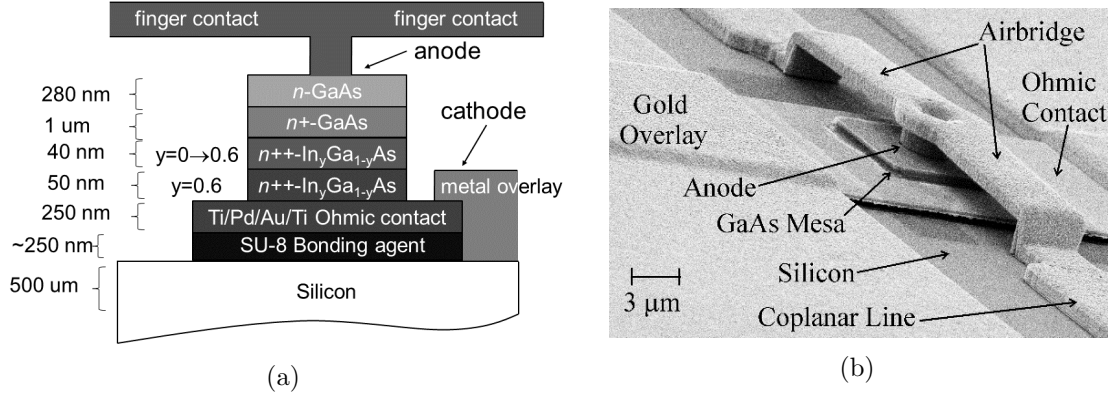 finger contact
finger contact
anode
280 nm
n-GaAs
cathode
1 um
n+-GaAs
40 nm
y=0→0.6
n++-InyGa1-yAs
50 nm
y=0.6
n++-InyGa1-yAs
metal overlay
250 nm
Ti/Pd/Au/Ti Ohmic contact
~250 nm
SU-8 Bonding agent
500 um
Silicon
(a)
Airbridge
Ohmic
Contact
Gold
Overlay
Anode
GaAs Mesa
Silicon
3 μm
Coplanar Line
(b)